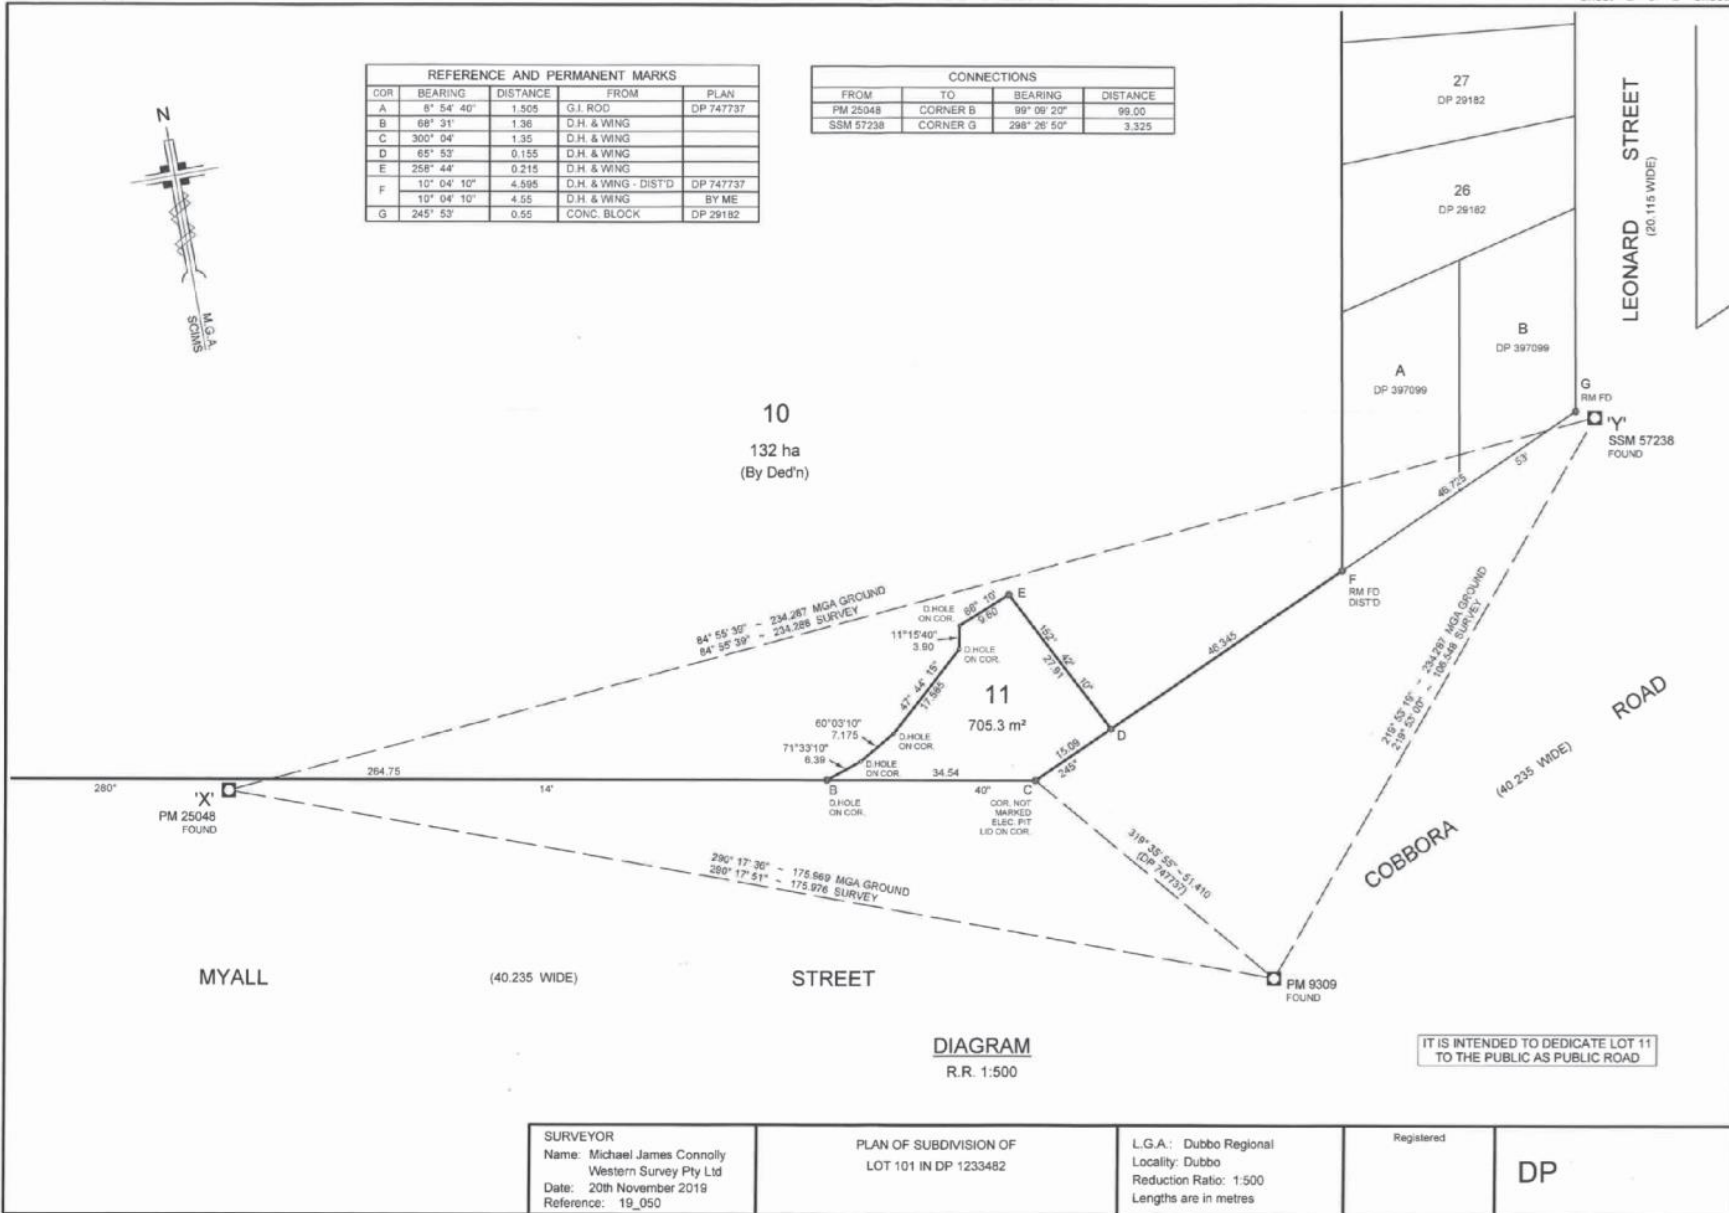 REFERENCE AND PERMANENT MARKS
COR BEARING DISTANCE FROM PLAN
A 8° 54' 40" 1.505 G.I. ROD DP 747737
B 68° 31' 1.36 D.H. & WING
C 300° 04' 1.35 D.H. & WING
D 65° 53' 0.155 D.H. & WING
E 258° 44' 0.215 D.H. & WING
F 10° 04' 10" 4.595 D.H. & WING - DIST'D DP 747737
10° 04' 10" 4.55 D.H. & WING BY ME
G 245° 53' 0.55 CONC. BLOCK DP 29182
CONNECTIONS
FROM TO BEARING DISTANCE
PM 25048 CORNER B 99° 09' 20" 99.00
SSM 57238 CORNER G 298° 26' 50" 3.325
N
M.G.A.
SCIMS
27
DP 29182
26
DP 29182
LEONARD STREET
(20.115 WIDE)
B
DP 397099
A
DP 397099
G
RM FD
'Y'
SSM 57238
FOUND
10
132 ha
(By Ded'n)
53'
46.725
F
RM FD
DIST'D
84° 55' 39" - 234.287 MGA GROUND
84° 55' 39" - 234.288 SURVEY
D.HOLE
ON COR.
68° 10'
9.60
E
11°15'40"
3.90
D.HOLE
ON COR.
152° 42' 10"
27.91
46.345
47° 44' 15"
17.585
11
705.3 m²
60°03'10"
7.175
D.HOLE
ON COR.
71°33'10"
6.39
D.HOLE
ON COR.
D
15.09
245°
219° 53' 19" - 234.297 MGA GROUND
219° 53' 00" - 106.548 SURVEY
ROAD
(40.235 WIDE)
COBBORA
264.75
34.54
280°
14'
40"
'X'
PM 25048
FOUND
B
D.HOLE
ON COR.
C
COR. NOT
MARKED
ELEC. PIT
LID ON COR.
319° 35' 55" - 51.410
(DP 747737)
290° 17' 36" - 175.969 MGA GROUND
290° 17' 51" - 175.976 SURVEY
MYALL (40.235 WIDE) STREET
PM 9309
FOUND
DIAGRAM
R.R. 1:500
IT IS INTENDED TO DEDICATE LOT 11
TO THE PUBLIC AS PUBLIC ROAD
SURVEYOR
Name: Michael James Connolly
Western Survey Pty Ltd
Date: 20th November 2019
Reference: 19_050
PLAN OF SUBDIVISION OF
LOT 101 IN DP 1233482
L.G.A.: Dubbo Regional
Locality: Dubbo
Reduction Ratio: 1:500
Lengths are in metres
Registered
DP